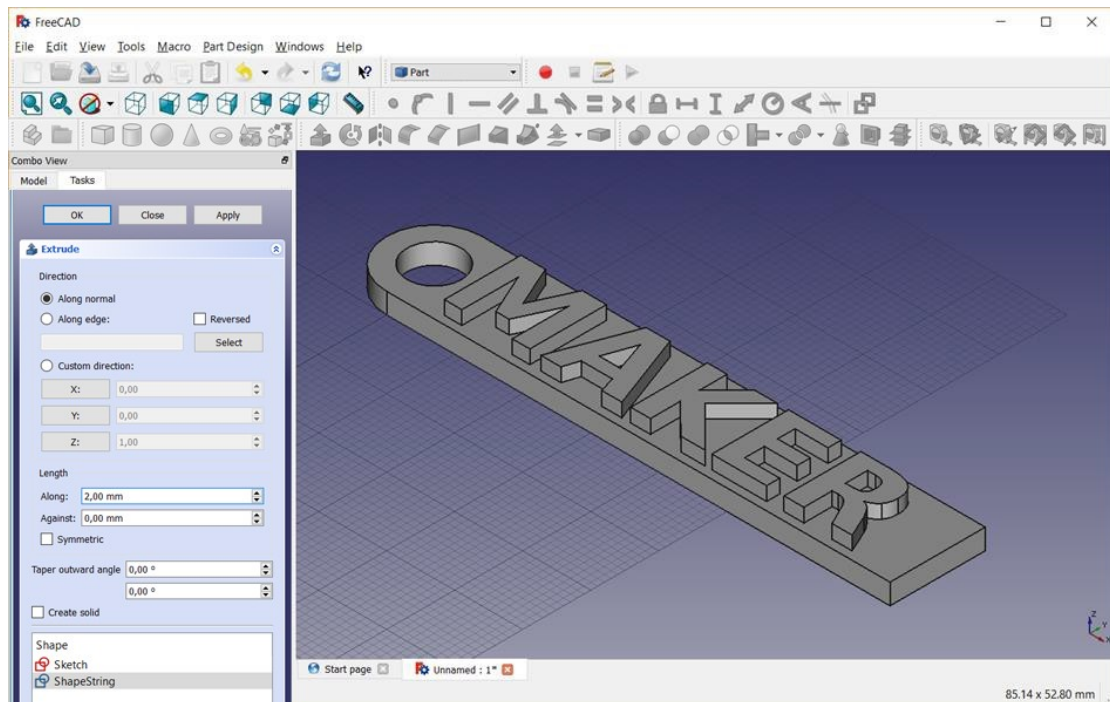 FreeCAD
File Edit View Tools Macro Part Design Windows Help
Part
Combo View
Model Tasks
OK Close Apply
Extrude
Direction
Along normal
Along edge: Reversed
Select
Custom direction:
X: 0,00
Y: 0,00
Z: 1,00
Length
Along: 2,00 mm
Against: 0,00 mm
Symmetric
Taper outward angle 0,00 °
0,00 °
Create solid
Shape
Sketch
ShapeString
MAKER
Z
Y
X
Start page Unnamed : 1*
85.14 x 52.80 mm